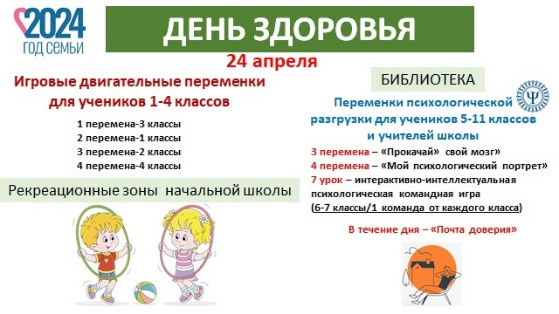 2024
ГОД СЕМЬИ
ДЕНЬ ЗДОРОВЬЯ
24 апреля
Игровые двигательные переменки
для учеников 1-4 классов
1 перемена-3 классы
2 перемена-1 классы
3 перемена-2 классы
4 перемена-4 классы
Рекреационные зоны начальной школы
БИБЛИОТЕКА
Переменки психологической
разгрузки для учеников 5-11 классов
и учителей школы
3 перемена – «Прокачай» свой мозг»
4 перемена – «Мой психологический портрет»
7 урок – интерактивно-интеллектуальная
психологическая командная игра
(6-7 классы/1 команда от каждого класса)
В течение дня – «Почта доверия»